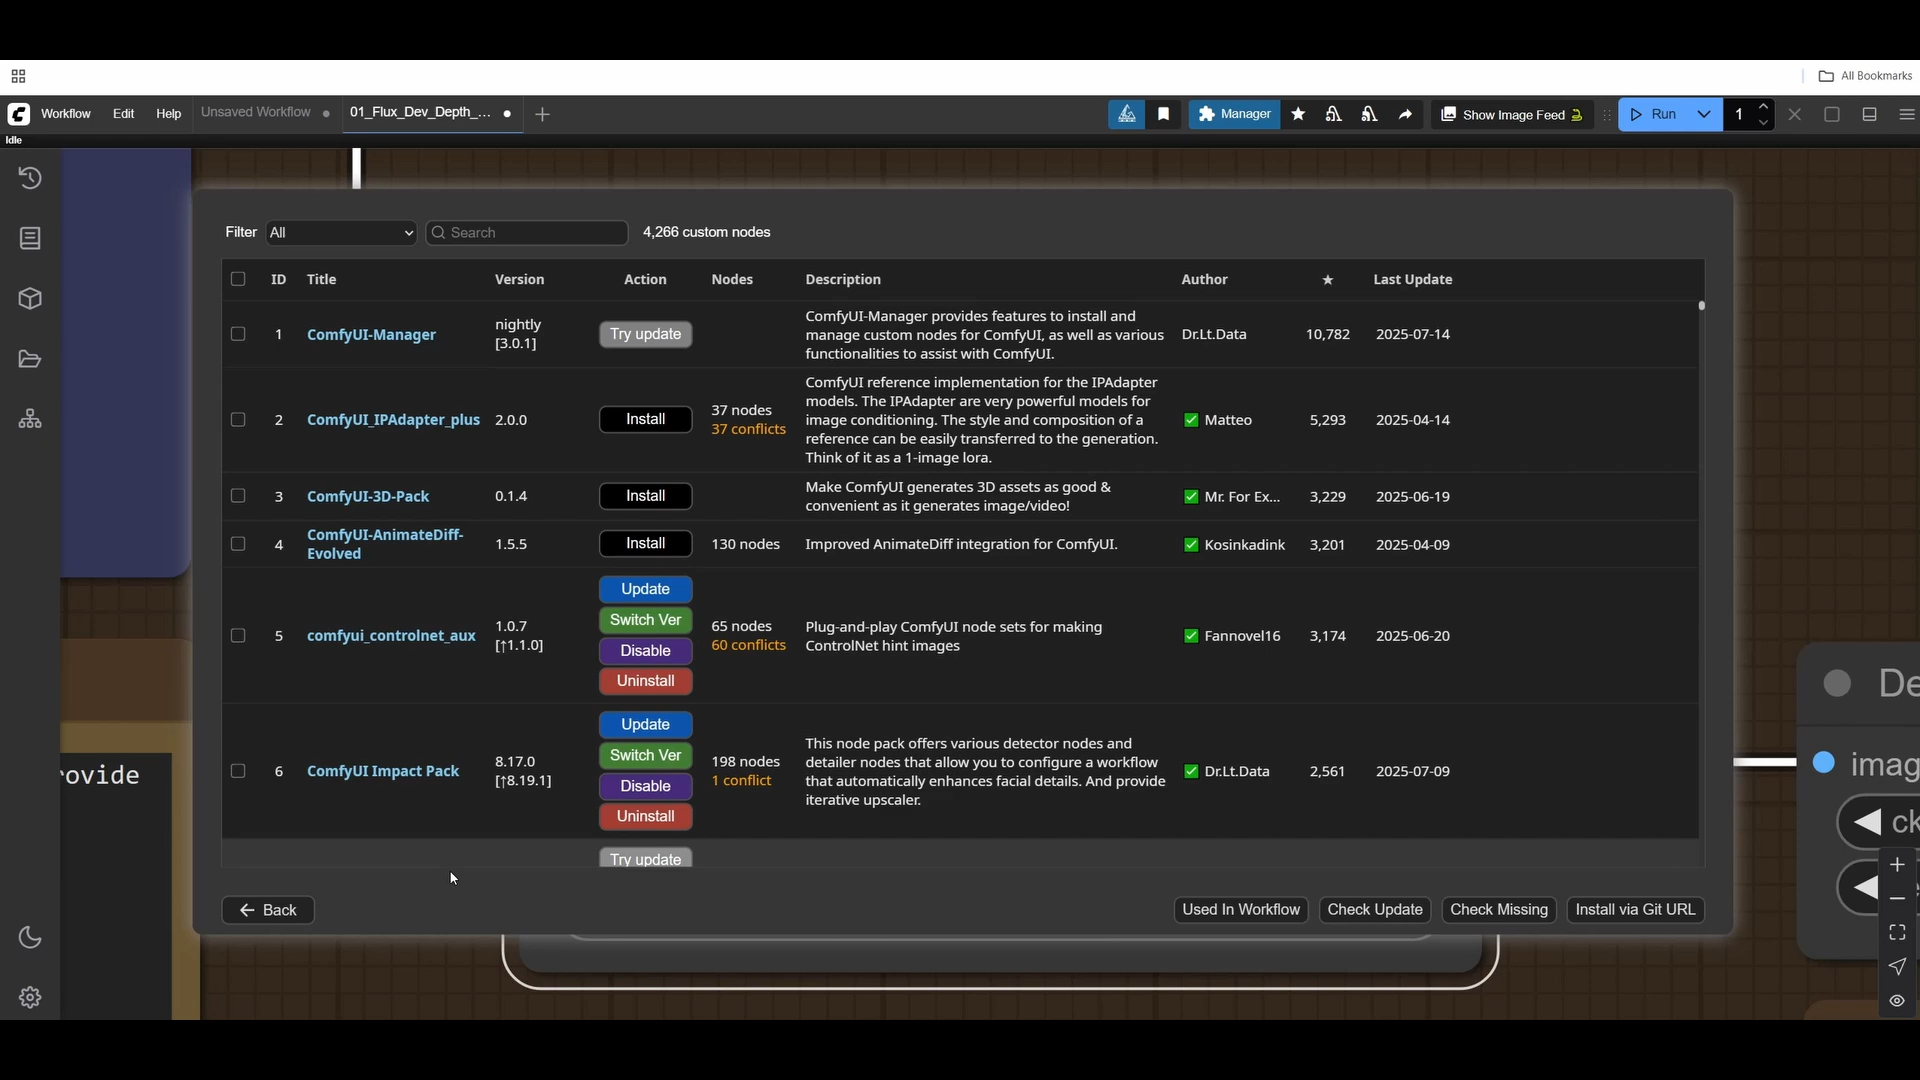 All Bookmarks
Workflow Edit Help Unsaved Workflow 01_Flux_Dev_Depth_... Manager Show Image Feed Run 1
Idle
Filter All Search 4,266 custom nodes
ID Title Version Action Nodes Description Author ★ Last Update
1 ComfyUI-Manager nightly [3.0.1] Try update
ComfyUI-Manager provides features to install and
manage custom nodes for ComfyUI, as well as various
functionalities to assist with ComfyUI.
Dr.Lt.Data 10,782 2025-07-14
2 ComfyUI_IPAdapter_plus 2.0.0 Install
37 nodes
37 conflicts
ComfyUI reference implementation for the IPAdapter
models. The IPAdapter are very powerful models for
image conditioning. The style and composition of a
reference can be easily transferred to the generation.
Think of it as a 1-image lora.
Matteo 5,293 2025-04-14
3 ComfyUI-3D-Pack 0.1.4 Install
Make ComfyUI generates 3D assets as good &
convenient as it generates image/video!
Mr. For Ex... 3,229 2025-06-19
4 ComfyUI-AnimateDiff-
Evolved
1.5.5 Install 130 nodes Improved AnimateDiff integration for ComfyUI. Kosinkadink 3,201 2025-04-09
5 comfyui_controlnet_aux
1.0.7
[↑1.1.0]
Update
Switch Ver
Disable
Uninstall
65 nodes
60 conflicts
Plug-and-play ComfyUI node sets for making
ControlNet hint images
Fannovel16 3,174 2025-06-20
6 ComfyUI Impact Pack
8.17.0
[↑8.19.1]
Update
Switch Ver
Disable
Uninstall
198 nodes
1 conflict
This node pack offers various detector nodes and
detailer nodes that allow you to configure a workflow
that automatically enhances facial details. And provide
iterative upscaler.
Dr.Lt.Data 2,561 2025-07-09
Try update
Back Used In Workflow Check Update Check Missing Install via Git URL
ovide
De
imag
ck